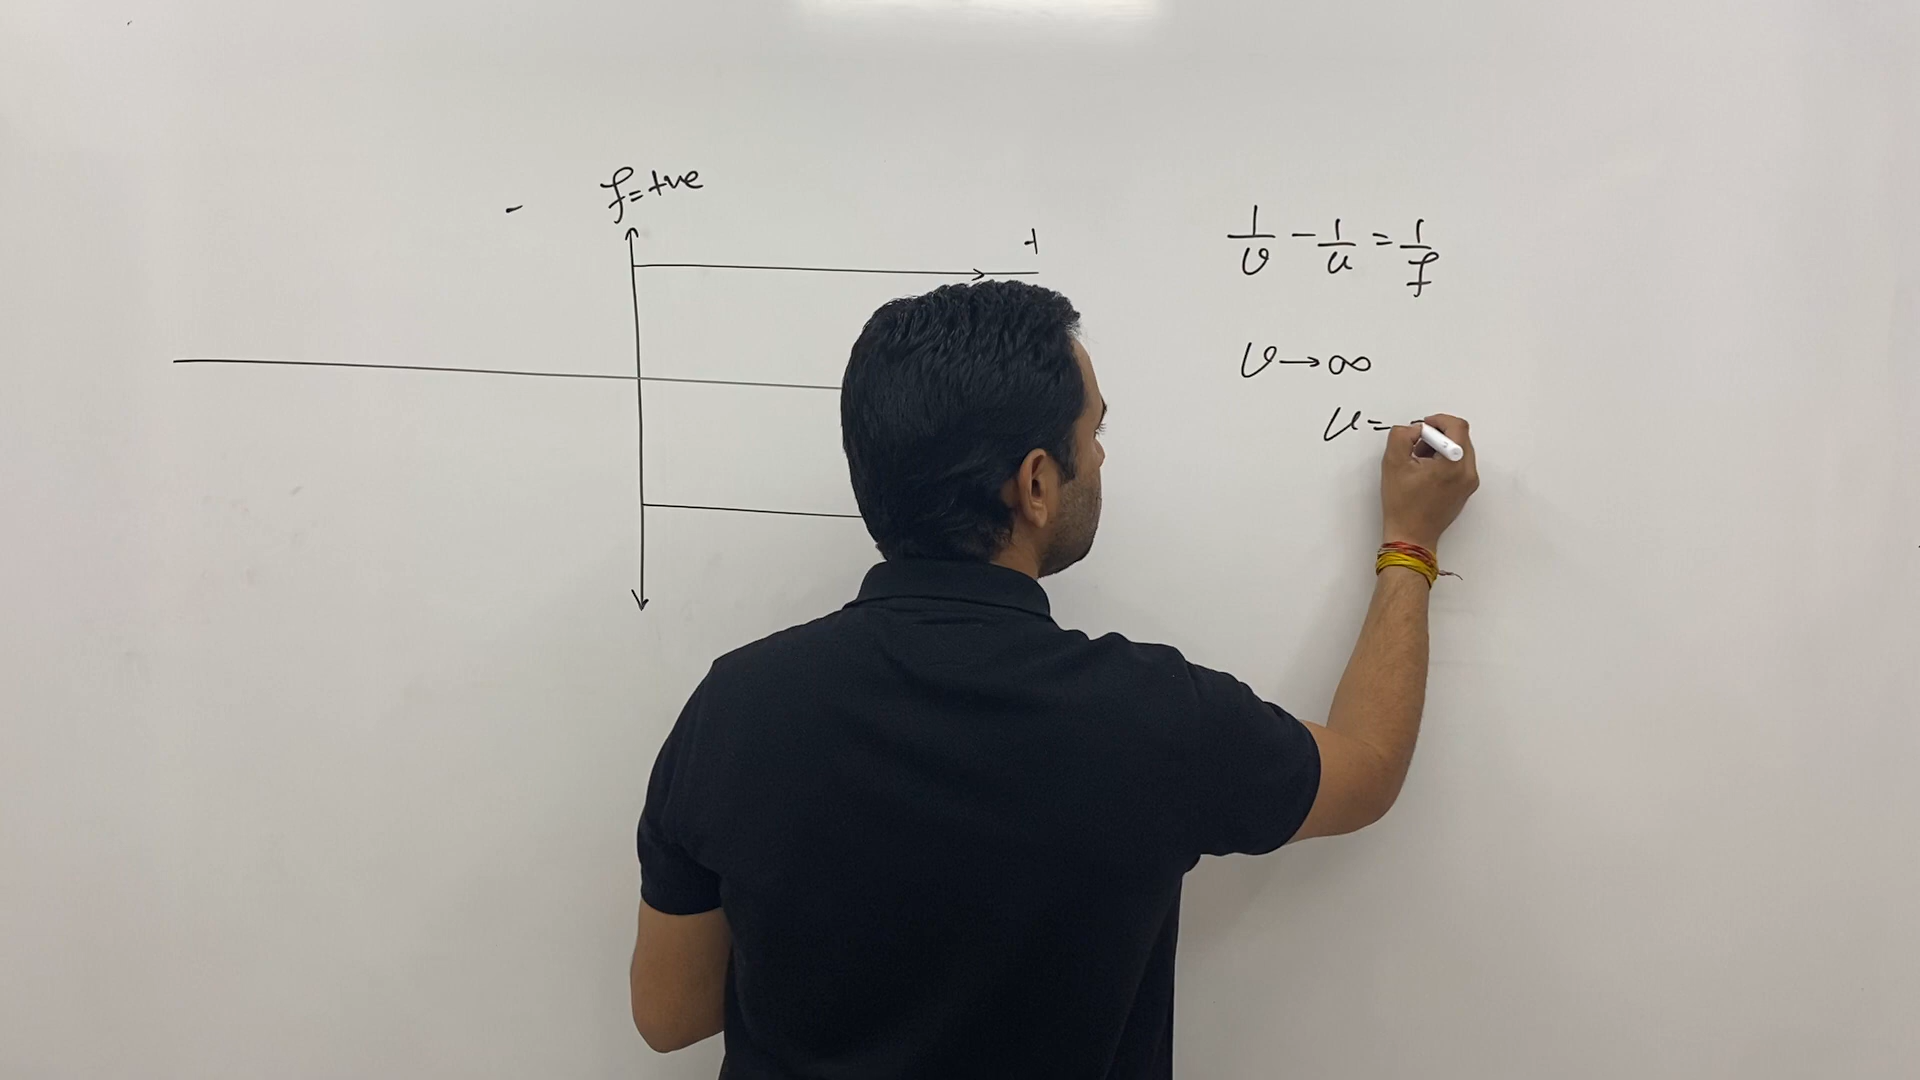 f=+ve
-
+
1/v - 1/u = 1/f
v→∞
u=-